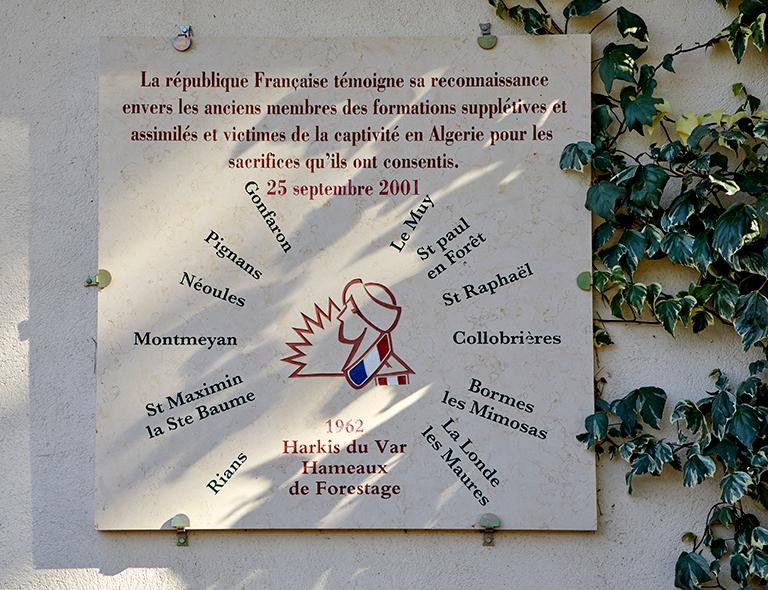 La république Française témoigne sa reconnaissance
envers les anciens membres des formations supplétives et
assimilés et victimes de la captivité en Algerie pour les
sacrifices qu'ils ont consentis.
25 septembre 2001
Gonfaron
Le Muy
Pignans
St paul
en Forêt
Néoules
St Raphaël
Montmeyan
Collobrières
St Maximin
la Ste Baume
Bormes
les Mimosas
Rians
La Londe
les Maures
1962
Harkis du Var
Hameaux
de Forestage